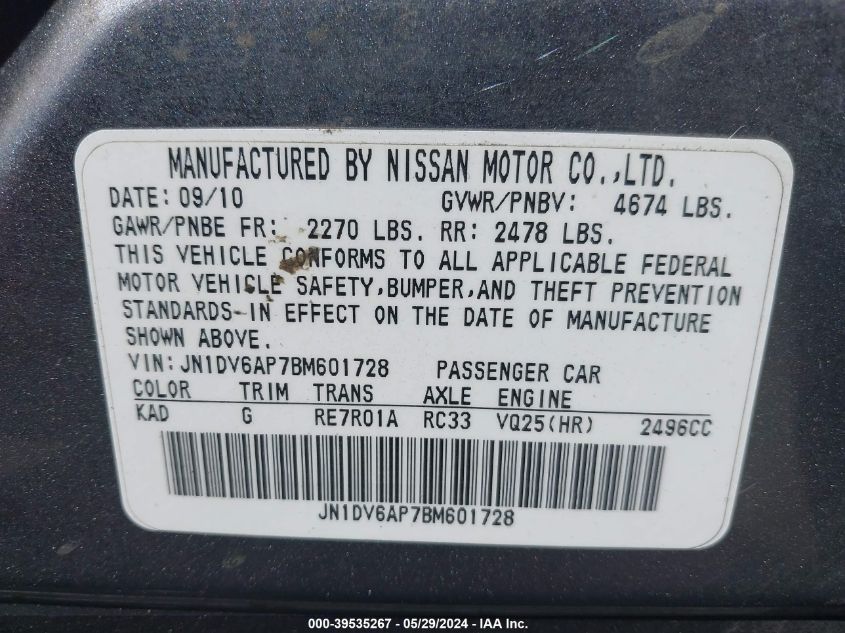 MANUFACTURED BY NISSAN MOTOR CO.,LTD.
DATE: 09/10 GVWR/PNBV: 4674 LBS.
GAWR/PNBE FR: 2270 LBS. RR: 2478 LBS.
THIS VEHICLE CONFORMS TO ALL APPLICABLE FEDERAL
MOTOR VEHICLE SAFETY,BUMPER,AND THEFT PREVENTION
STANDARDS IN EFFECT ON THE DATE OF MANUFACTURE
SHOWN ABOVE.
VIN: JN1DV6AP7BM601728 PASSENGER CAR
COLOR TRIM TRANS AXLE ENGINE
KAD G RE7R01A RC33 VQ25(HR) 2496CC
JN1DV6AP7BM601728
000-39535267 - 05/29/2024 - IAA Inc.